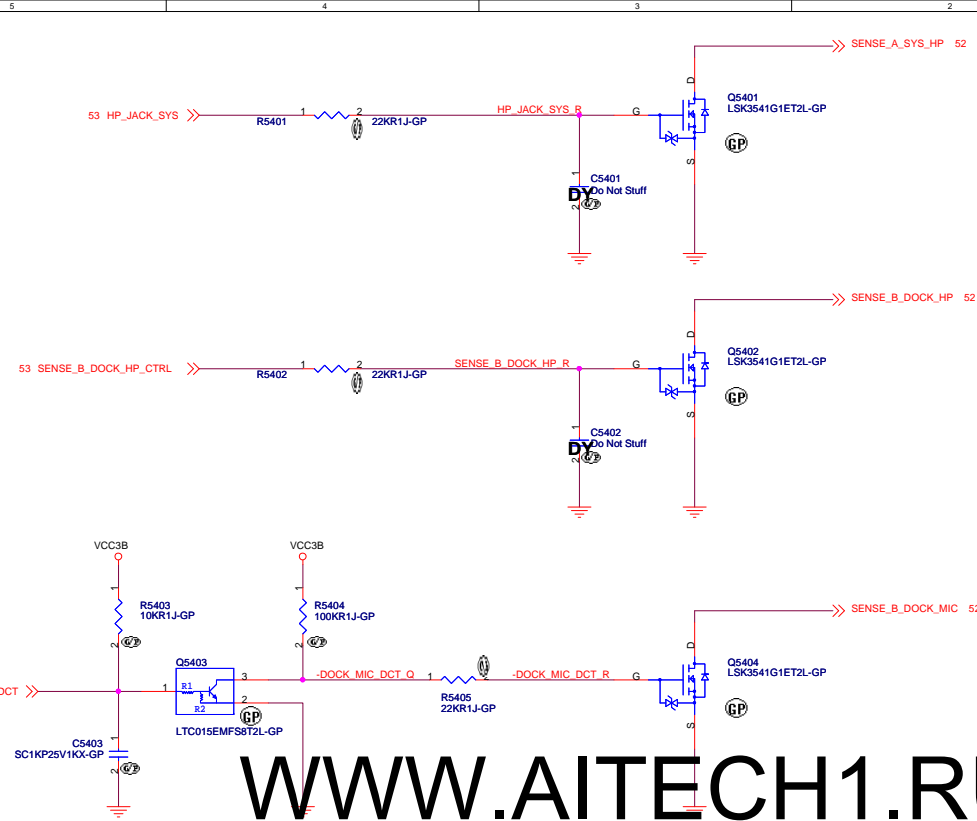 5 4 3 2
SENSE_A_SYS_HP 52
D
Q5401
LSK3541G1ET2L-GP
53 HP_JACK_SYS
1 2
R5401
22KR1J-GP
HP_JACK_SYS_R
G
GP
S
1
C5401
Do Not Stuff
DY
2
G/P
SENSE_B_DOCK_HP 52
D
Q5402
LSK3541G1ET2L-GP
53 SENSE_B_DOCK_HP_CTRL
1 2
R5402
22KR1J-GP
SENSE_B_DOCK_HP_R
G
GP
S
1
C5402
Do Not Stuff
DY
2
G/P
VCC3B
VCC3B
1
R5403
10KR1J-GP
2
G/P
1
R5404
100KR1J-GP
2
G/P
SENSE_B_DOCK_MIC 52
D
Q5404
LSK3541G1ET2L-GP
G
GP
S
Q5403
R1
R2
1
3
2
GP
LTC015EMFS8T2L-GP
-DOCK_MIC_DCT_Q
1 2
R5405
22KR1J-GP
-DOCK_MIC_DCT_R
DCT
1
C5403
SC1KP25V1KX-GP
2
G/P
WWW.AITECH1.RU